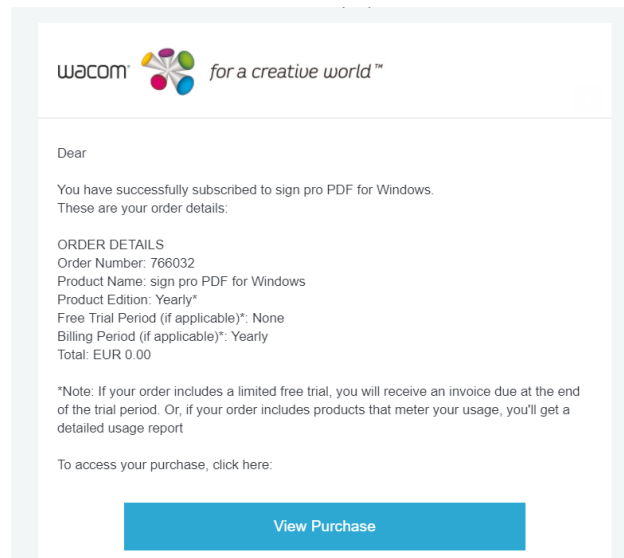 wacom
for a creative world™
Dear
You have successfully subscribed to sign pro PDF for Windows.
These are your order details:
ORDER DETAILS
Order Number: 766032
Product Name: sign pro PDF for Windows
Product Edition: Yearly*
Free Trial Period (if applicable)*: None
Billing Period (if applicable)*: Yearly
Total: EUR 0.00
*Note: If your order includes a limited free trial, you will receive an invoice due at the end
of the trial period. Or, if your order includes products that meter your usage, you'll get a
detailed usage report
To access your purchase, click here:
View Purchase